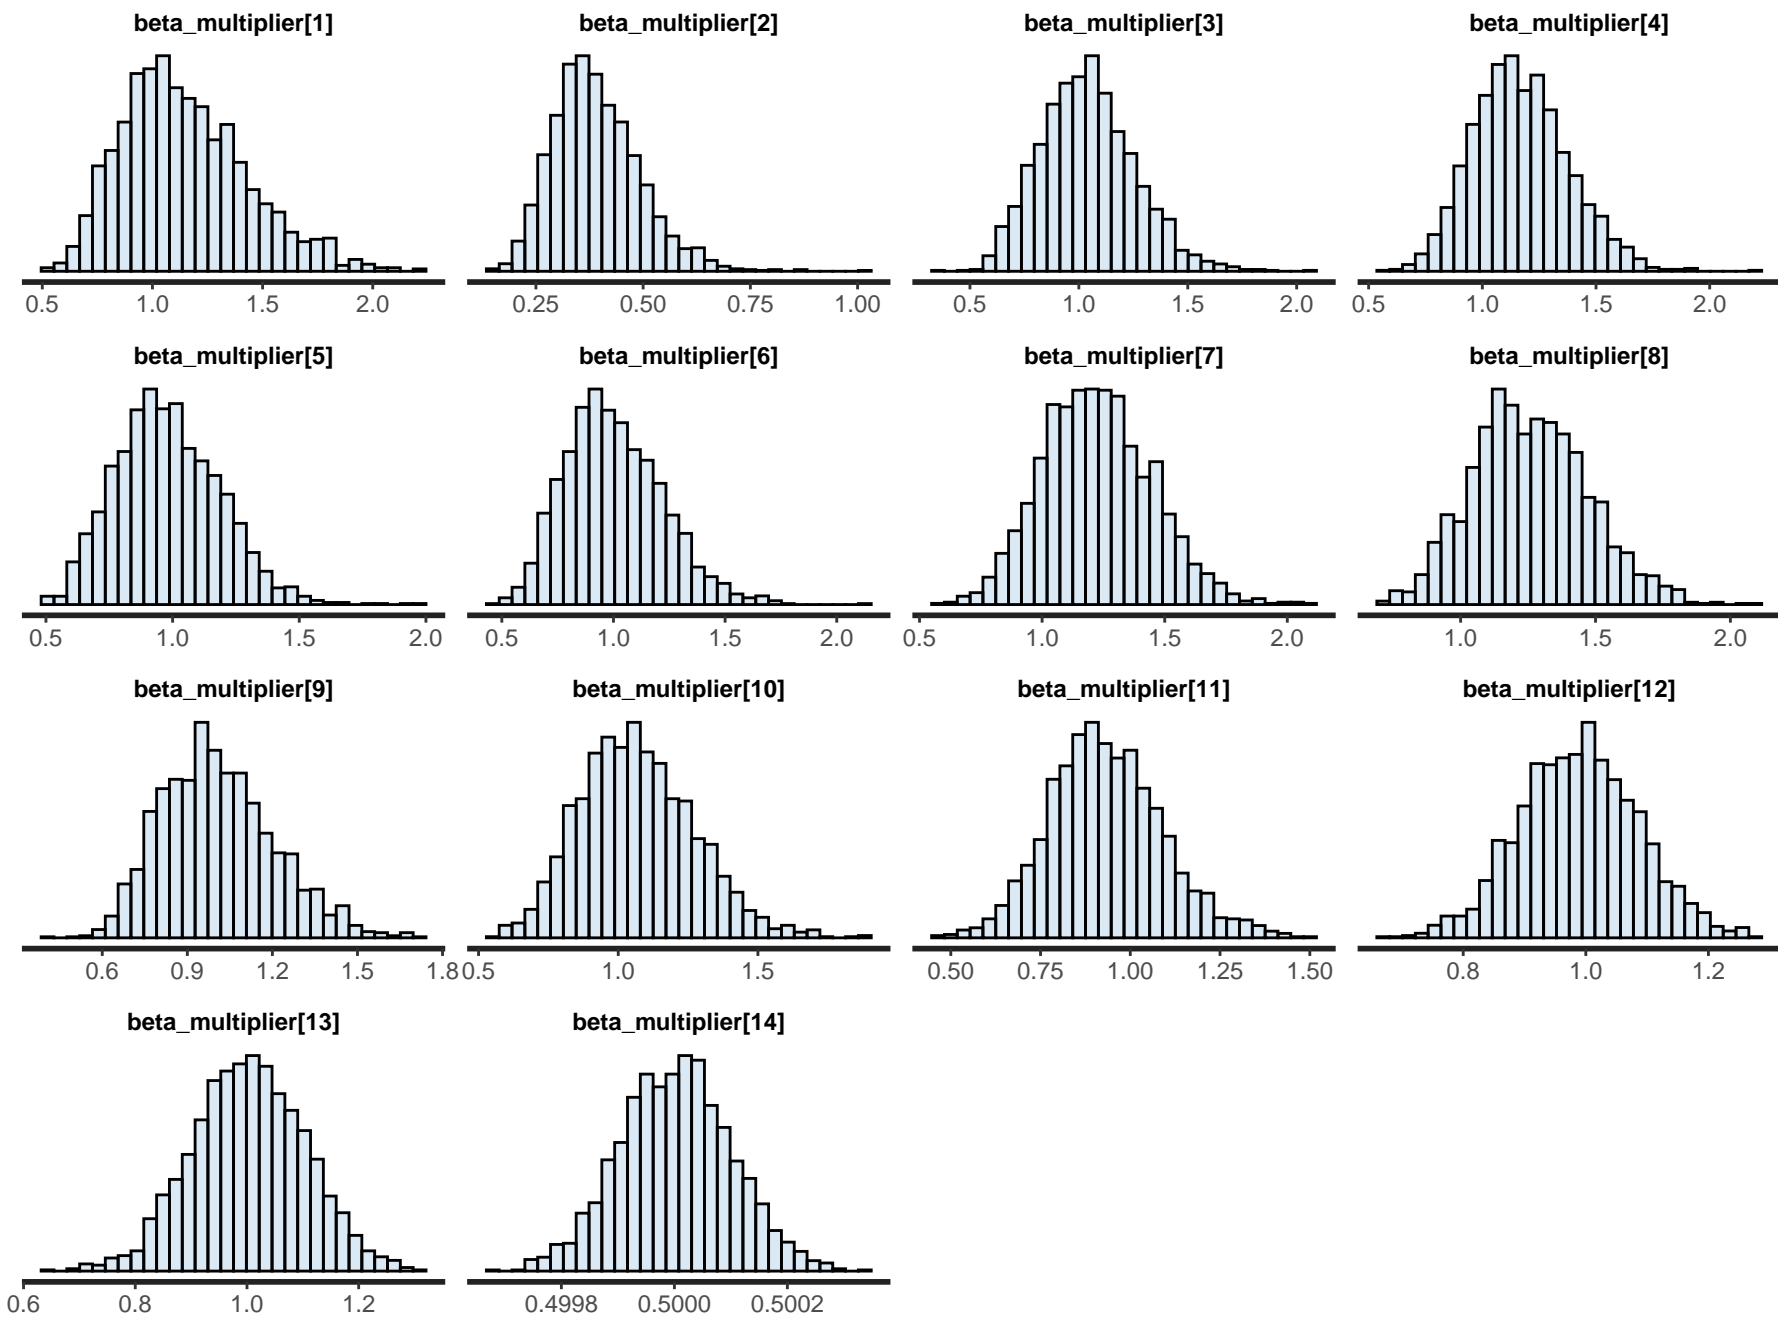 beta_multiplier[1] beta_multiplier[2] beta_multiplier[3] beta_multiplier[4]
0.5 1.0 1.5 2.0 0.25 0.50 0.75 1.00 0.5 1.0 1.5 2.0 0.5 1.0 1.5 2.0
beta_multiplier[5] beta_multiplier[6] beta_multiplier[7] beta_multiplier[8]
0.5 1.0 1.5 2.0 0.5 1.0 1.5 2.0 0.5 1.0 1.5 2.0 1.0 1.5 2.0
beta_multiplier[9] beta_multiplier[10] beta_multiplier[11] beta_multiplier[12]
0.6 0.9 1.2 1.5 1.8 0.5 1.0 1.5 0.50 0.75 1.00 1.25 1.50 0.8 1.0 1.2
beta_multiplier[13] beta_multiplier[14]
0.6 0.8 1.0 1.2 0.4998 0.5000 0.5002